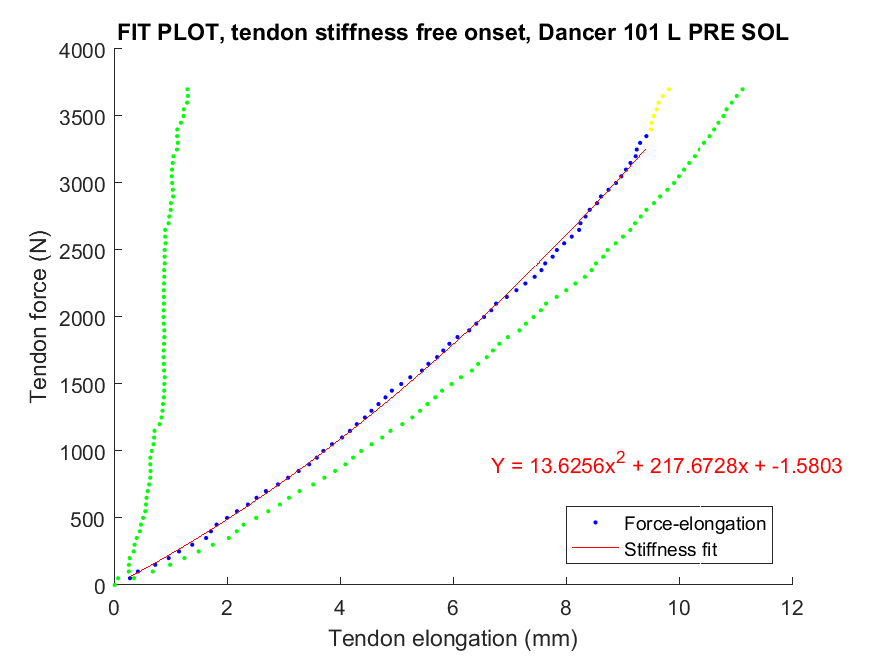 FIT PLOT, tendon stiffness free onset, Dancer 101 L PRE SOL
4000
3500
3000
2500
2000
1500
1000
500
0
Tendon force (N)
Y = 13.6256x² + 217.6728x + -1.5803
Force-elongation
Stiffness fit
0 2 4 6 8 10 12
Tendon elongation (mm)